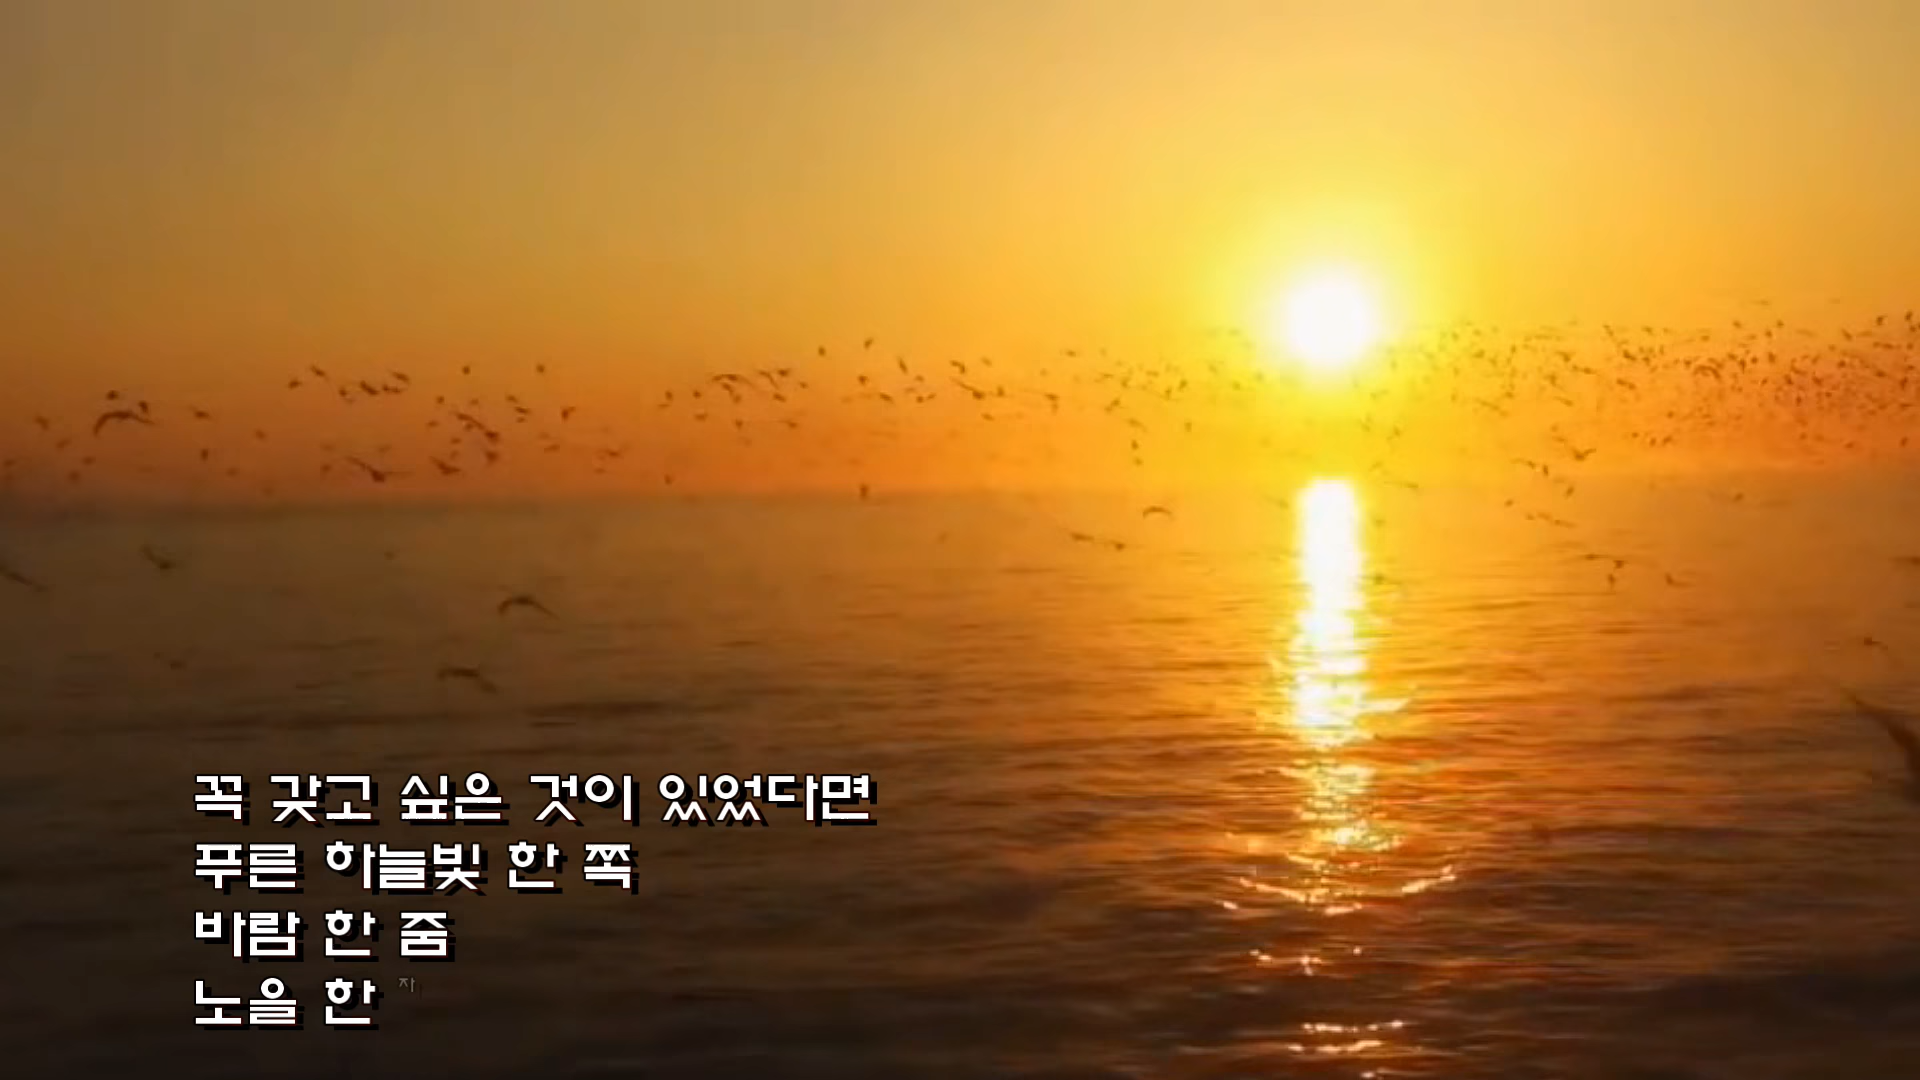 꼭 갖고 싶은 것이 있었다면
푸른 하늘빛 한 쪽
바람 한 줌
노을 한 자